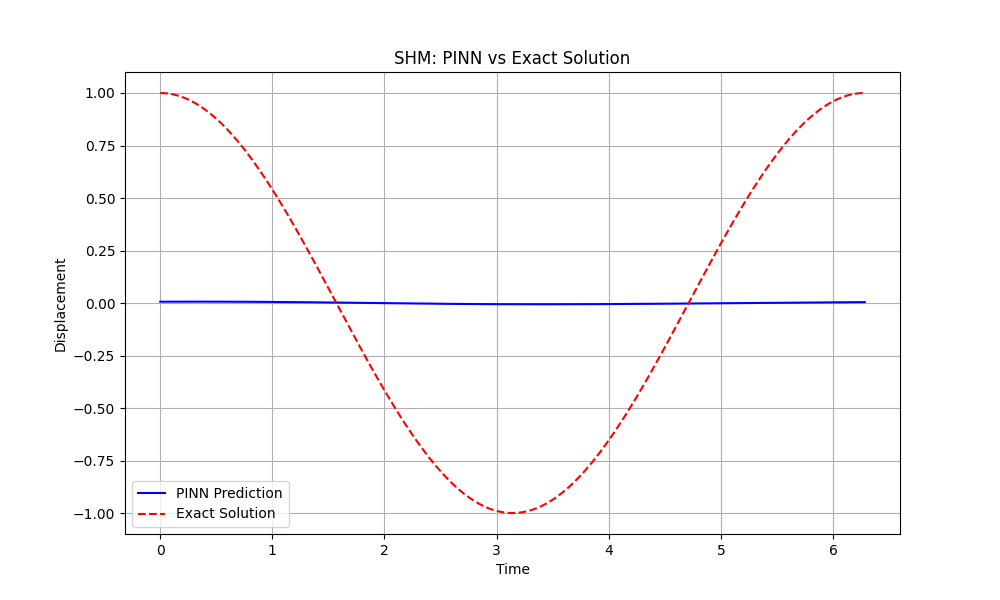 SHM: PINN vs Exact Solution
Displacement
1.00
0.75
0.50
0.25
0.00
−0.25
−0.50
−0.75
−1.00
PINN Prediction
Exact Solution
0 1 2 3 4 5 6
Time